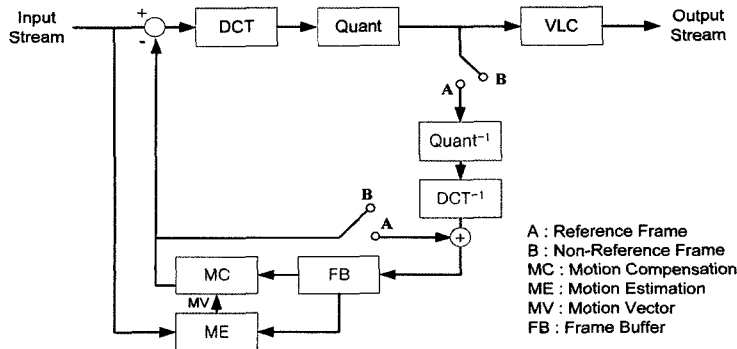 Input
Stream
+
-
DCT
Quant
VLC
Output
Stream
A
B
Quant⁻¹
DCT⁻¹
B
A
+
MC
FB
MV
ME
A : Reference Frame
B : Non-Reference Frame
MC : Motion Compensation
ME : Motion Estimation
MV : Motion Vector
FB : Frame Buffer